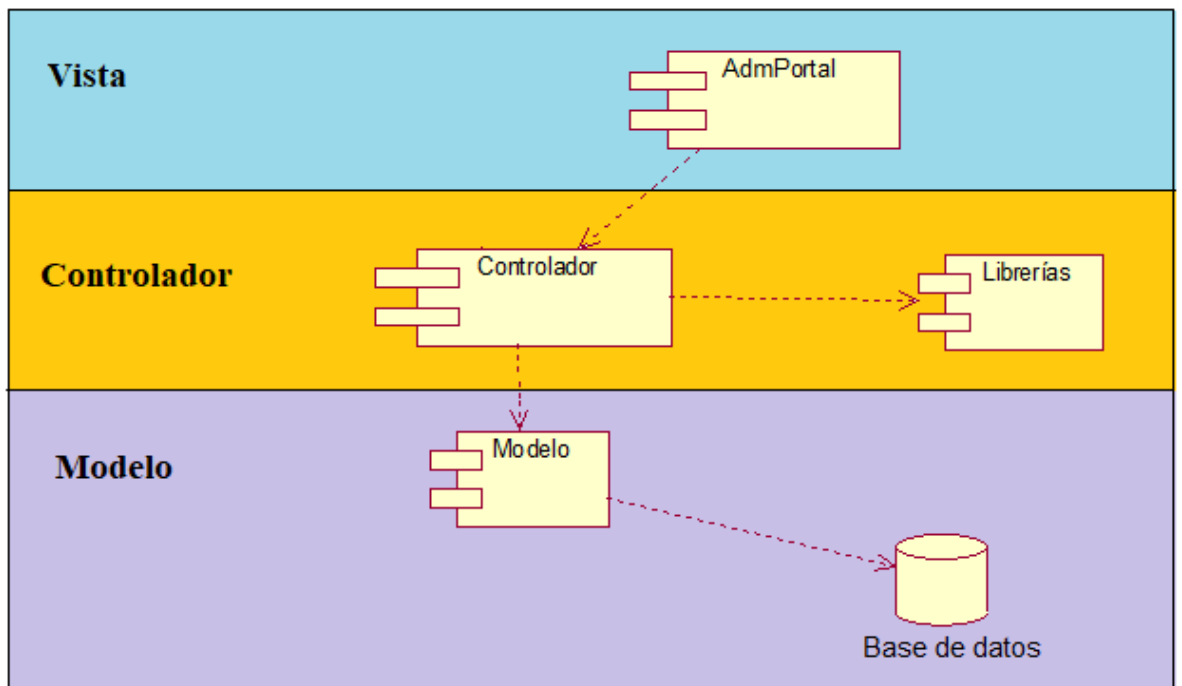 Vista
AdmPortal
Controlador
Controlador
Librerías
Modelo
Modelo
Base de datos